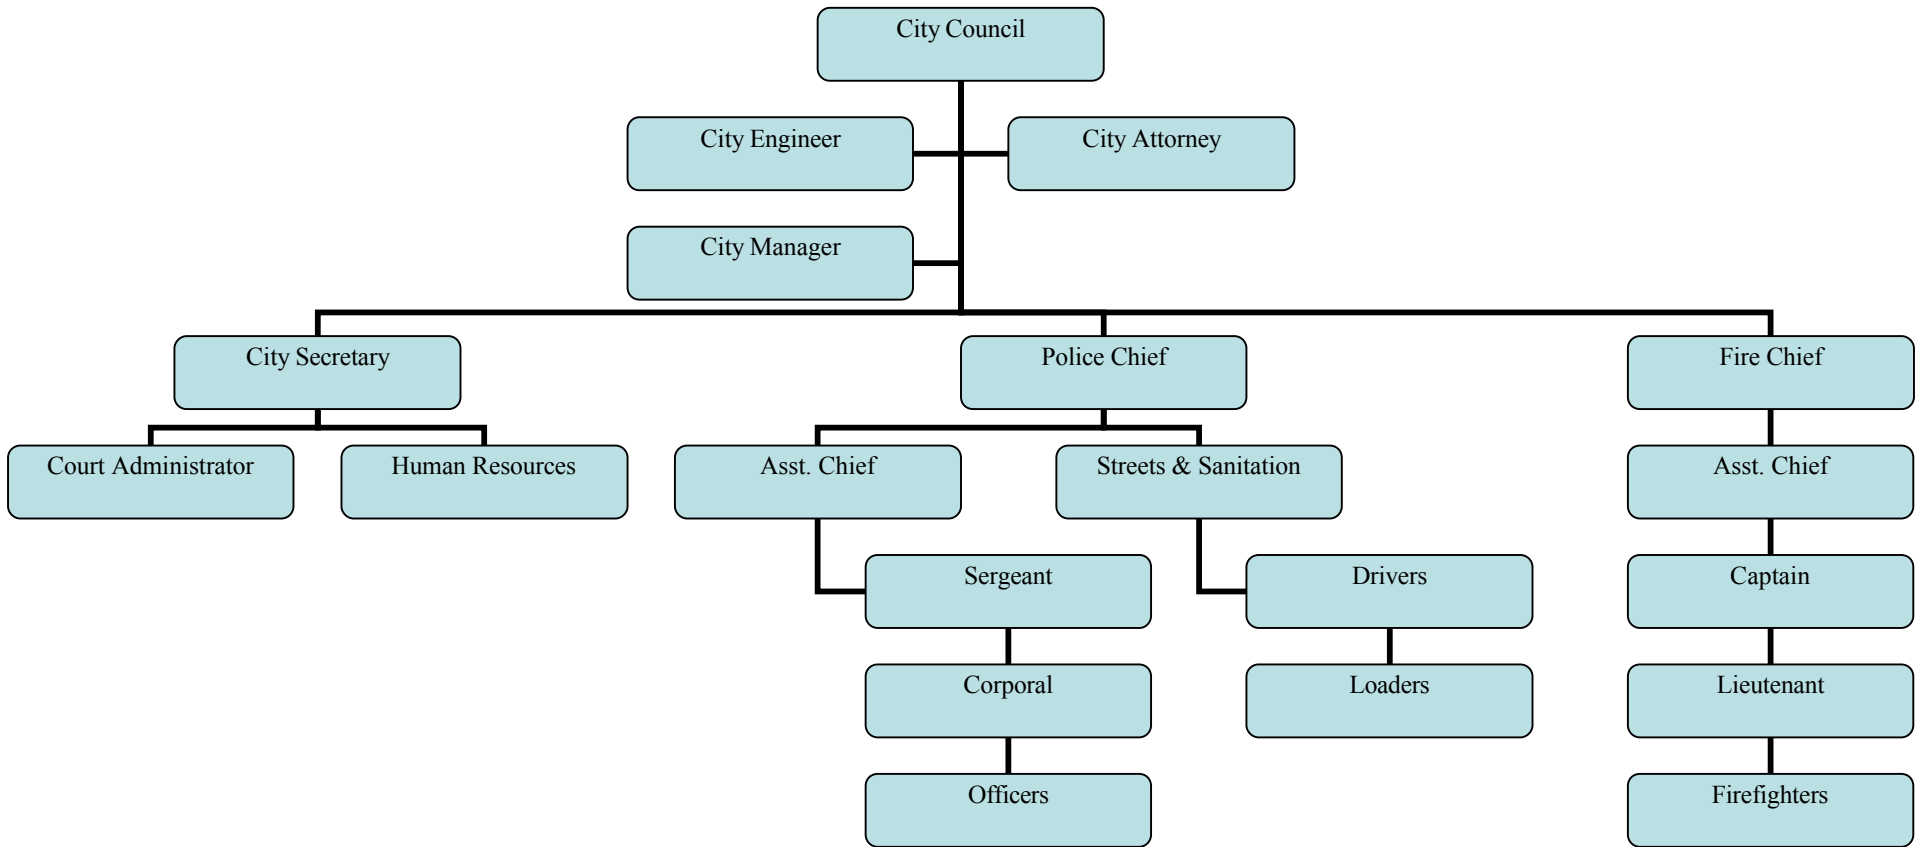 City Council
City Engineer
City Attorney
City Manager
City Secretary
Police Chief
Fire Chief
Court Administrator
Human Resources
Asst. Chief
Streets & Sanitation
Asst. Chief
Sergeant
Drivers
Captain
Corporal
Loaders
Lieutenant
Officers
Firefighters